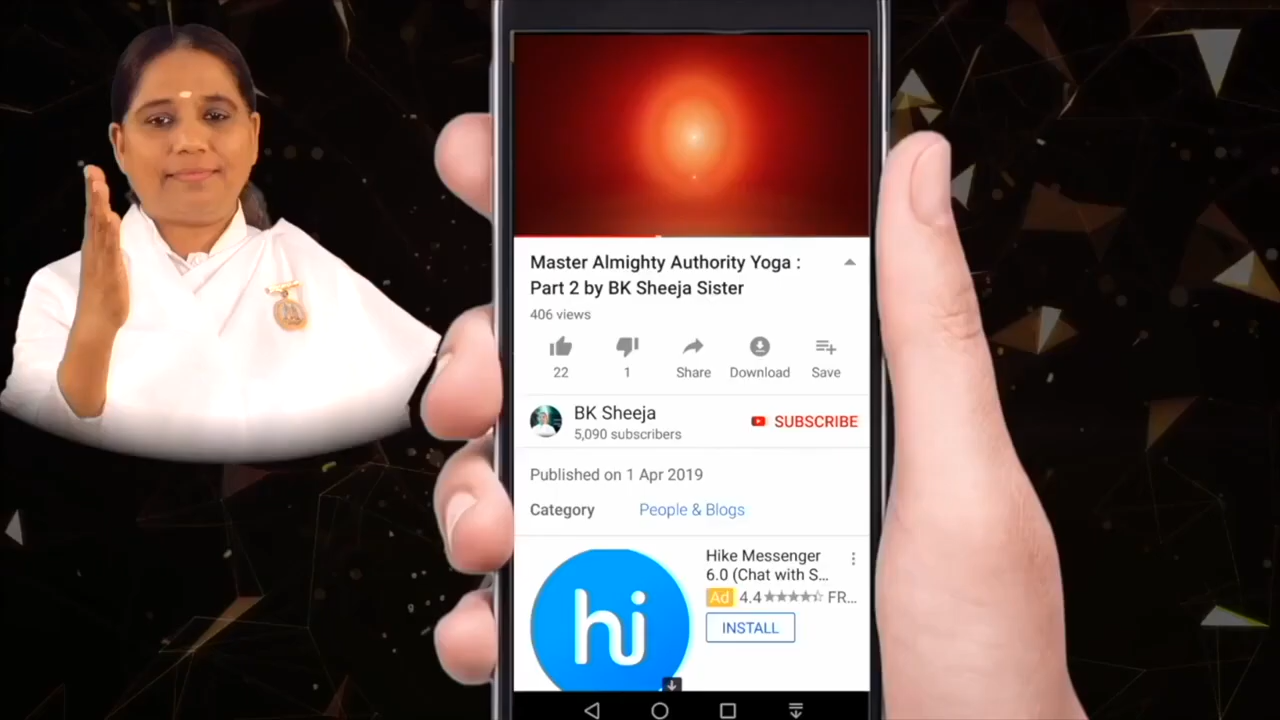 Master Almighty Authority Yoga :
Part 2 by BK Sheeja Sister
406 views
22
1
Share
Download
Save
BK Sheeja
5,090 subscribers
SUBSCRIBE
Published on 1 Apr 2019
Category
People & Blogs
hi
Hike Messenger
6.0 (Chat with S...
Ad 4.4 FR...
INSTALL